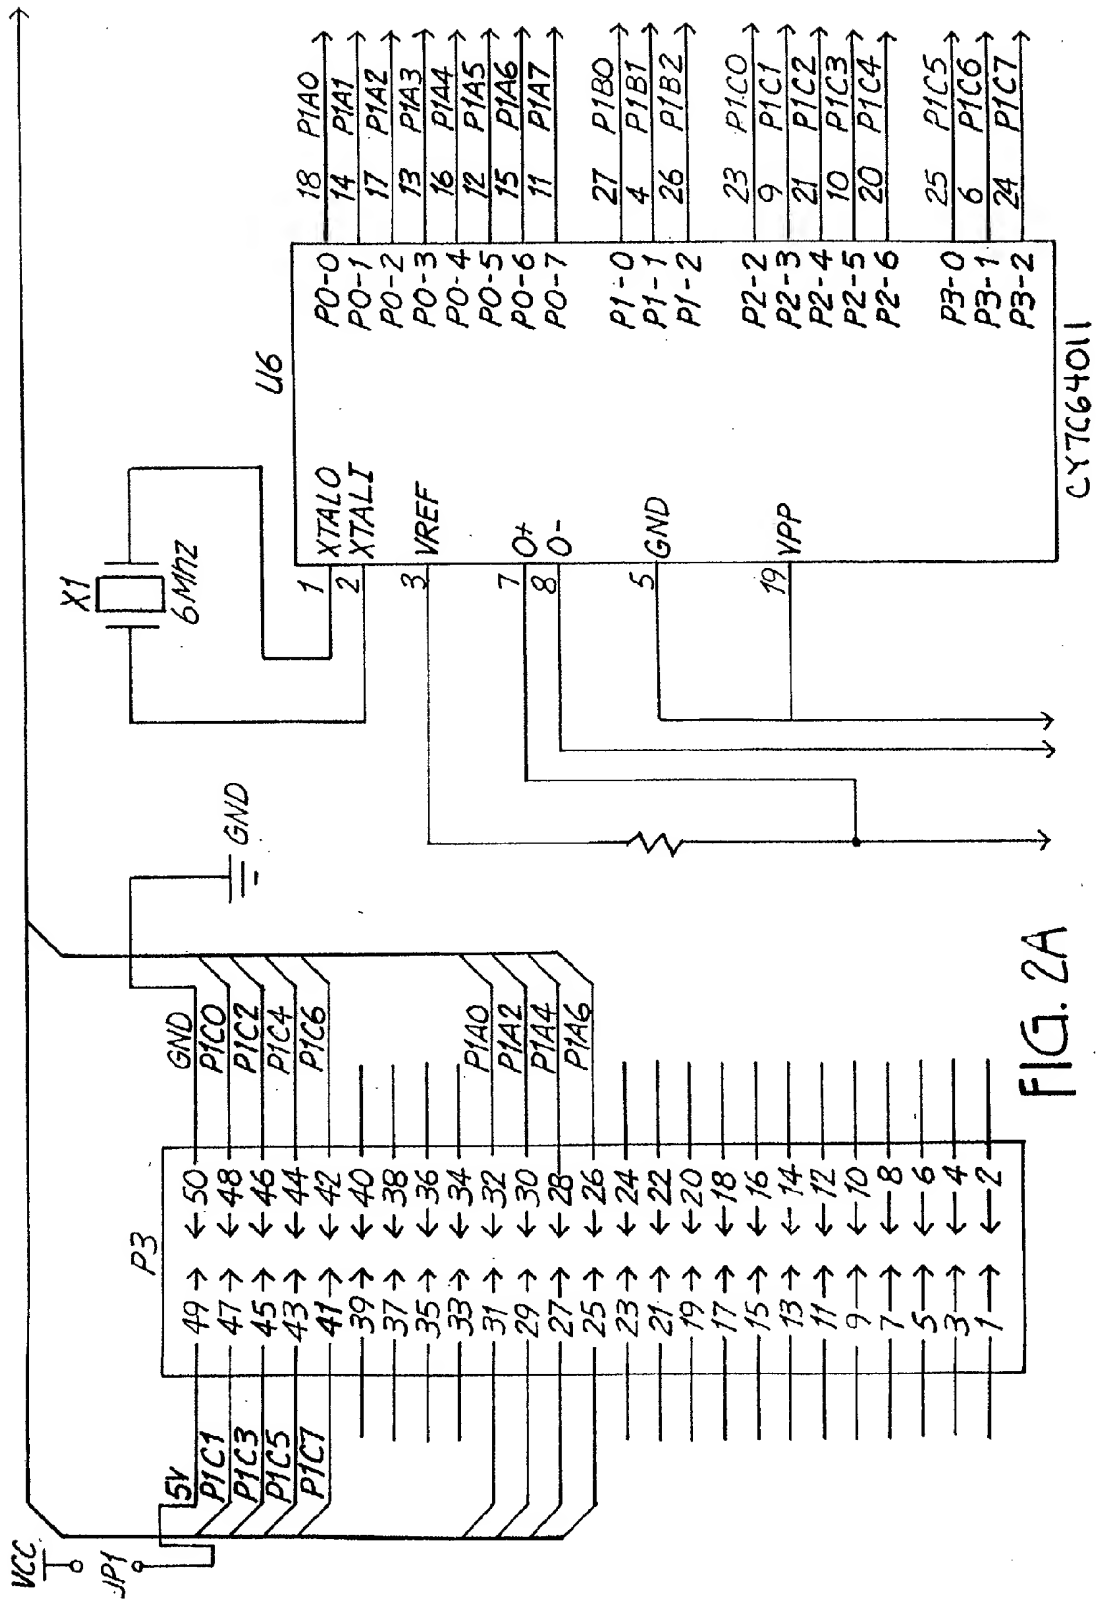 VCC
JP1
5V
P1C1
P1C3
P1C5
P1C7
P3
49 50
47 48
45 46
43 44
41 42
39 40
37 38
35 36
33 34
31 32
29 30
27 28
25 26
23 24
21 22
19 20
17 18
15 16
13 14
11 12
9 10
7 8
5 6
3 4
1 2
GND
P1C0
P1C2
P1C4
P1C6
P1A0
P1A2
P1A4
P1A6
GND
X1
6Mhz
U6
1 XTALO
2 XTALI
3 VREF
7 O+
8 O-
5 GND
19 VPP
P0-0 18 P1A0
P0-1 14 P1A1
P0-2 17 P1A2
P0-3 13 P1A3
P0-4 16 P1A4
P0-5 12 P1A5
P0-6 15 P1A6
P0-7 11 P1A7
P1-0 27 P1B0
P1-1 4 P1B1
P1-2 26 P1B2
P2-2 23 P1C0
P2-3 9 P1C1
P2-4 21 P1C2
P2-5 10 P1C3
P2-6 20 P1C4
P3-0 25 P1C5
P3-1 6 P1C6
P3-2 24 P1C7
CY7C64011
FIG. 2A